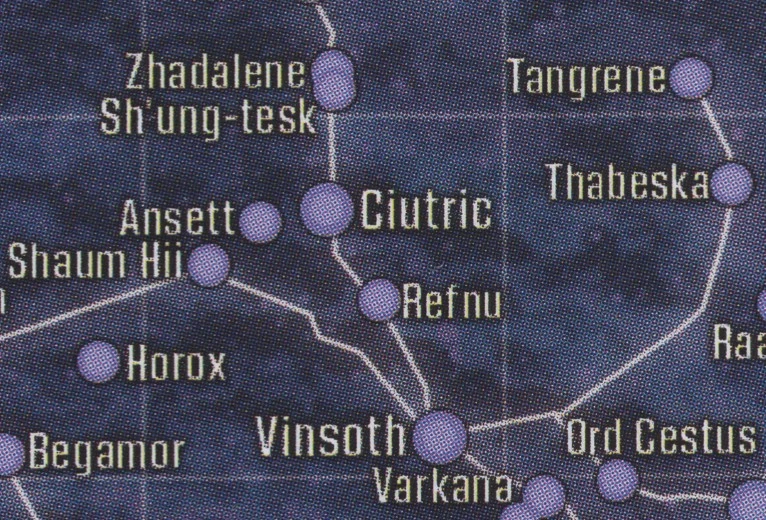 Zhadalene
Tangrene
Sh'ung-tesk
Thabeska
Ansett
Ciutric
Shaum Hii
Refnu
Horox
Vinsoth
Ord Cestus
Begamor
Varkana